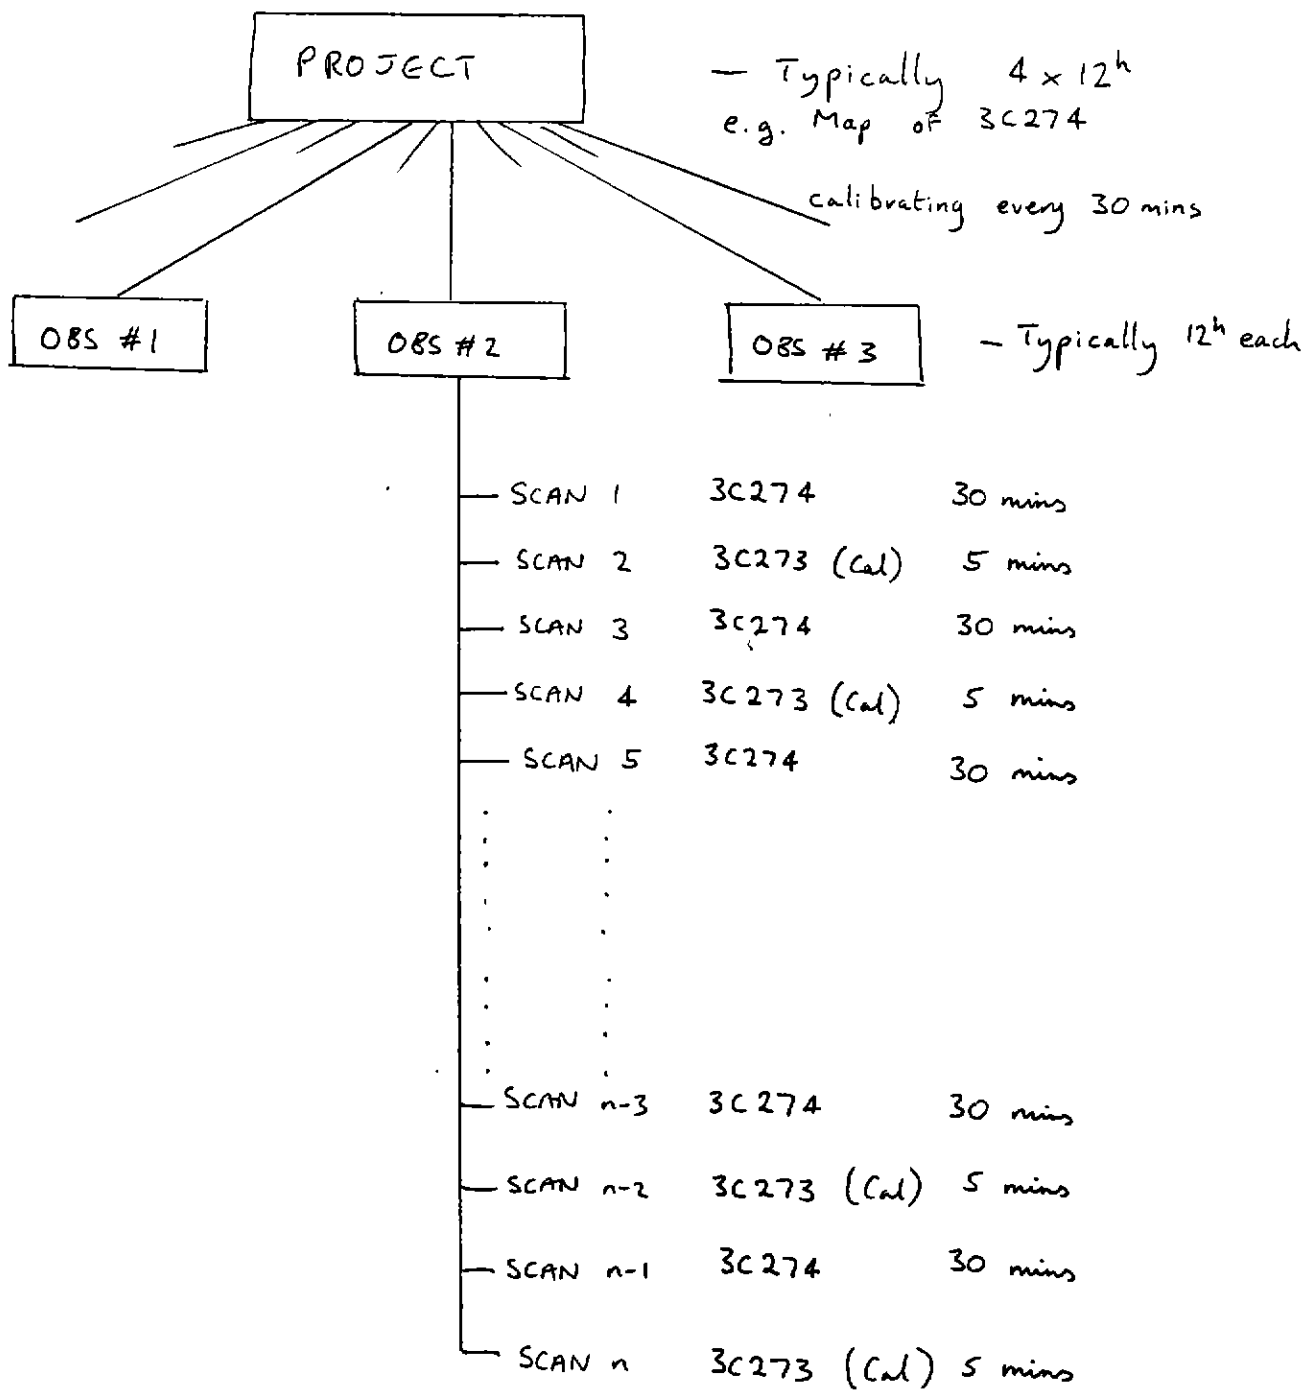 PROJECT
— Typically 4 x 12h
e.g. Map of 3C274
calibrating every 30 mins
OBS #1
OBS #2
OBS #3
— Typically 12h each
SCAN 1 3C274 30 mins
SCAN 2 3C273 (Cal) 5 mins
SCAN 3 3C274 30 mins
SCAN 4 3C273 (Cal) 5 mins
SCAN 5 3C274 30 mins
SCAN n-3 3C274 30 mins
SCAN n-2 3C273 (Cal) 5 mins
SCAN n-1 3C274 30 mins
SCAN n 3C273 (Cal) 5 mins